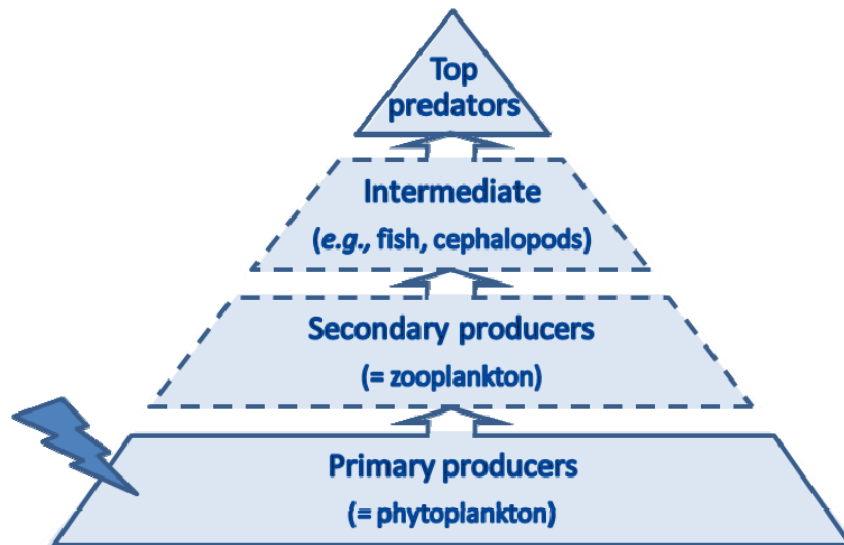 Top
predators
Intermediate
(e.g., fish, cephalopods)
Secondary producers
(= zooplankton)
Primary producers
(= phytoplankton)